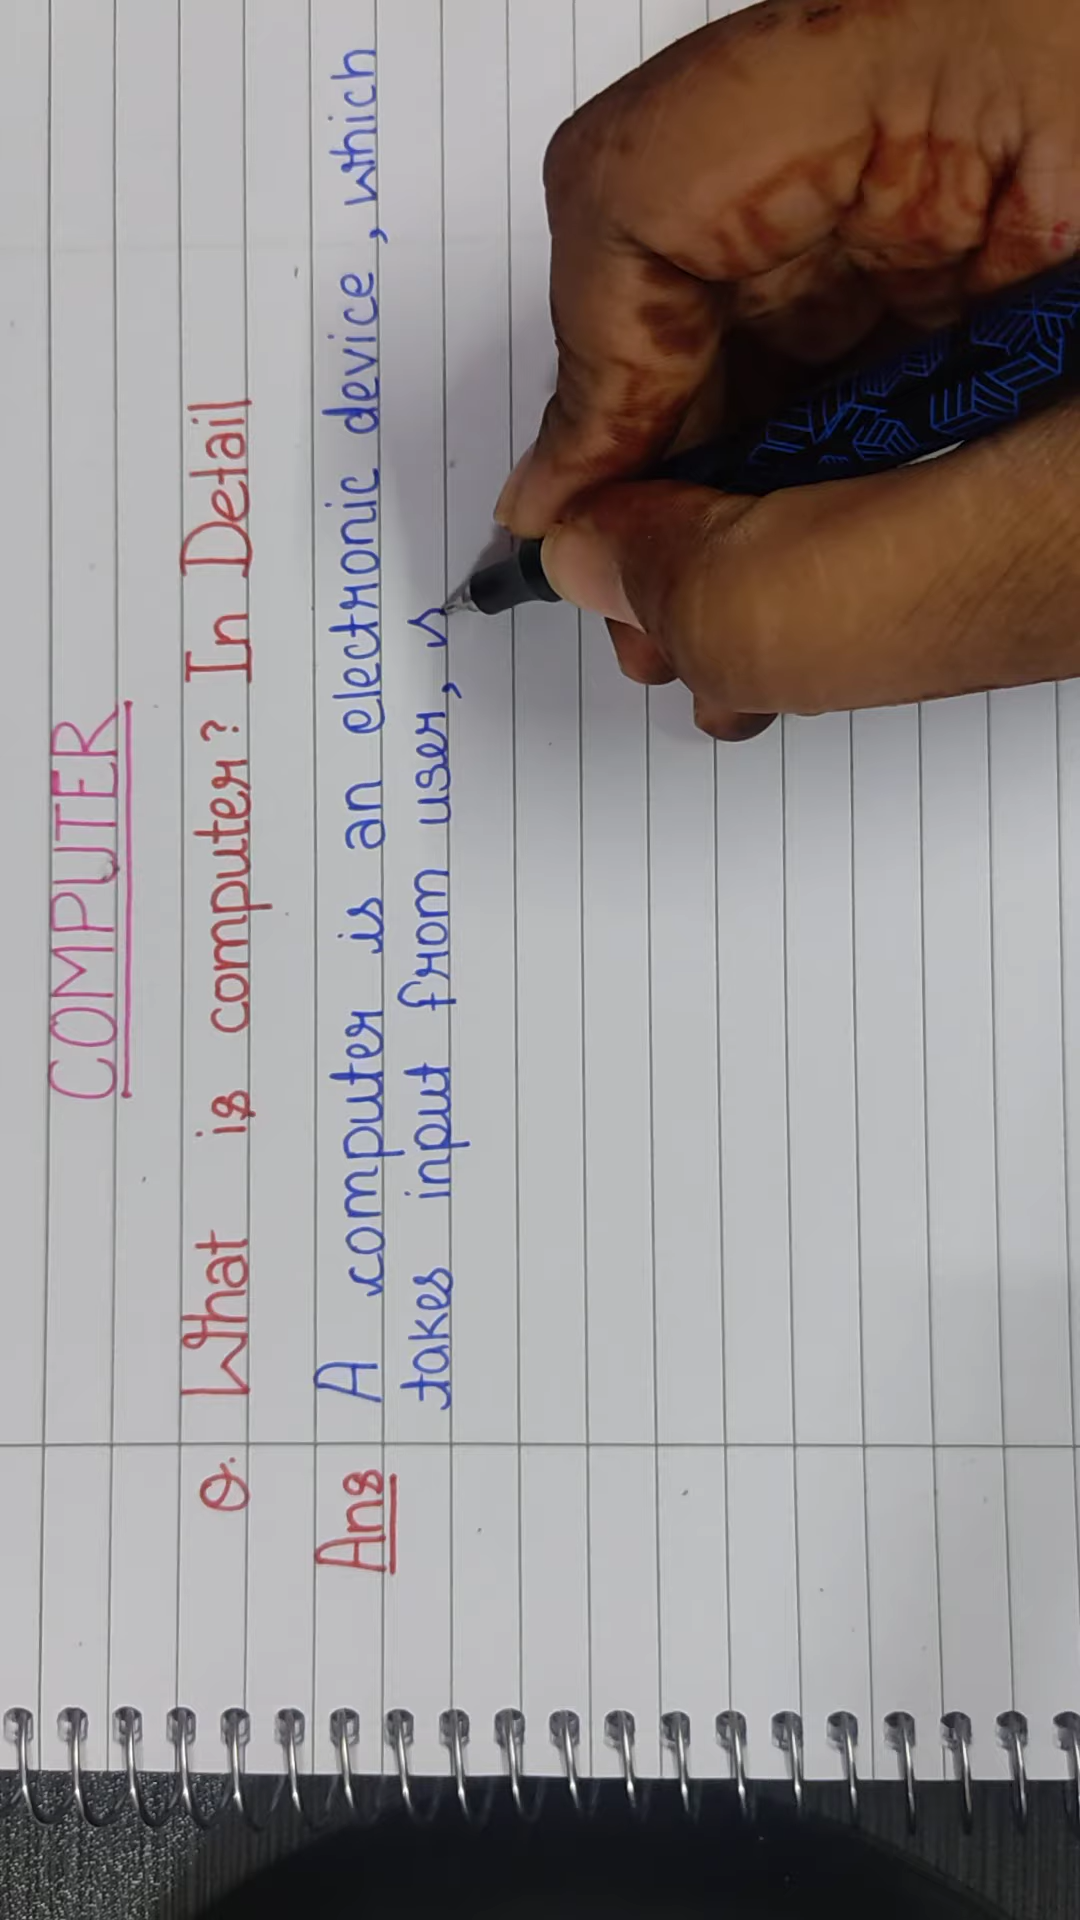 COMPUTER
Q. What is computer? In Detail
Ans A computer is an electronic device, which
takes input from user,